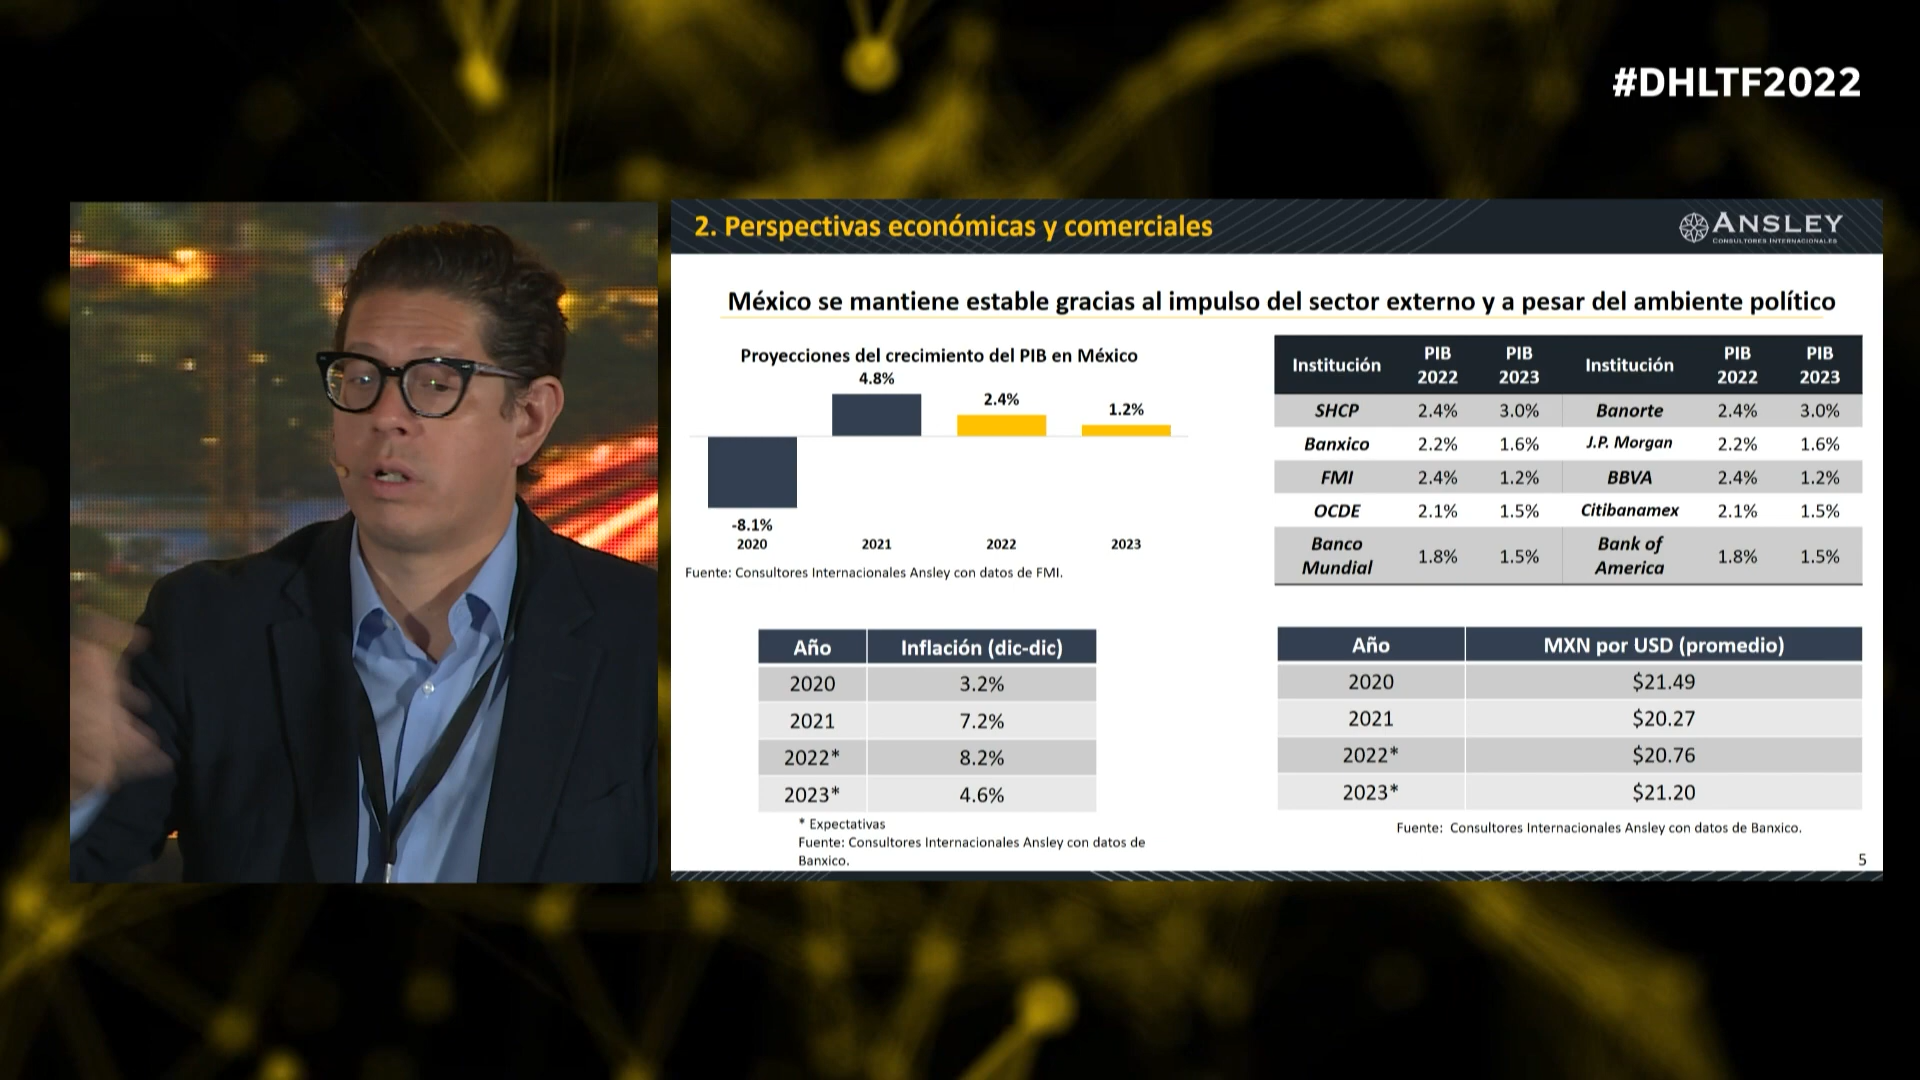 #DHLTF2022
2. Perspectivas económicas y comerciales
ANSLEY
CONSULTORES INTERNACIONALES
México se mantiene estable gracias al impulso del sector externo y a pesar del ambiente político
Proyecciones del crecimiento del PIB en México
4.8%
2.4%
1.2%
-8.1%
2020 2021 2022 2023
Fuente: Consultores Internacionales Ansley con datos de FMI.
Institución PIB 2022 PIB 2023 Institución PIB 2022 PIB 2023
SHCP 2.4% 3.0% Banorte 2.4% 3.0%
Banxico 2.2% 1.6% J.P. Morgan 2.2% 1.6%
FMI 2.4% 1.2% BBVA 2.4% 1.2%
OCDE 2.1% 1.5% Citibanamex 2.1% 1.5%
Banco Mundial 1.8% 1.5% Bank of America 1.8% 1.5%
Año Inflación (dic-dic)
2020 3.2%
2021 7.2%
2022* 8.2%
2023* 4.6%
* Expectativas
Fuente: Consultores Internacionales Ansley con datos de
Banxico.
Año MXN por USD (promedio)
2020 $21.49
2021 $20.27
2022* $20.76
2023* $21.20
Fuente: Consultores Internacionales Ansley con datos de Banxico.
5